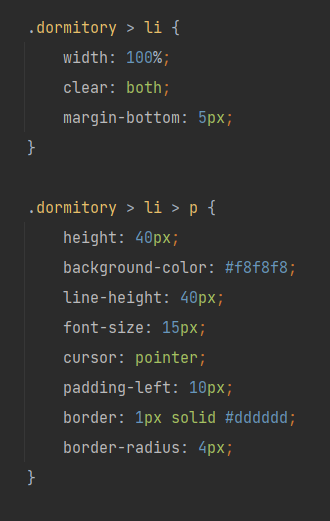 .dormitory > li {
    width: 100%;
    clear: both;
    margin-bottom: 5px;
}

.dormitory > li > p {
    height: 40px;
    background-color: #f8f8f8;
    line-height: 40px;
    font-size: 15px;
    cursor: pointer;
    padding-left: 10px;
    border: 1px solid #dddddd;
    border-radius: 4px;
}